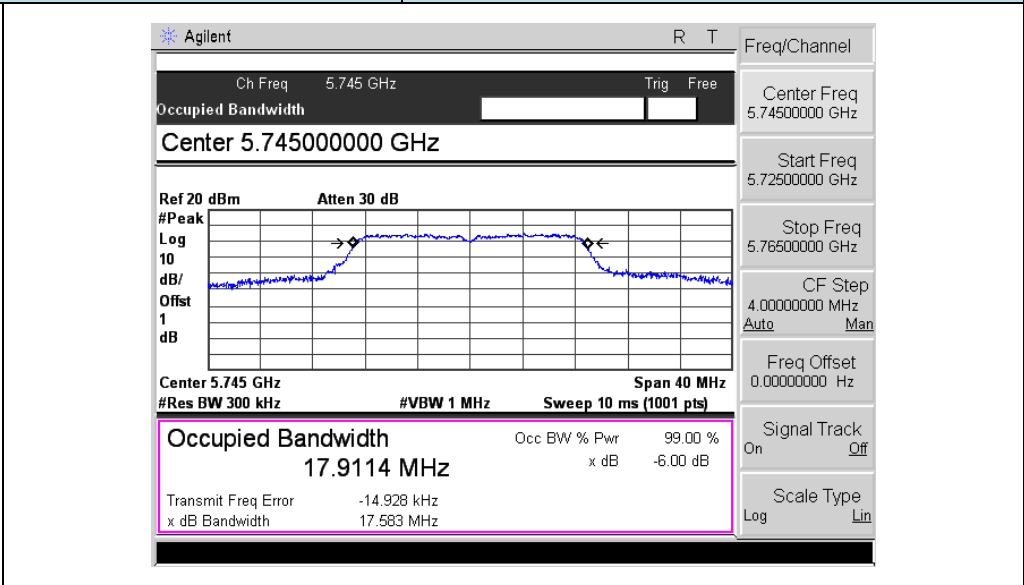 Agilent R T
Ch Freq 5.745 GHz Trig Free
Occupied Bandwidth
Center 5.745000000 GHz
Ref 20 dBm Atten 30 dB
#Peak
Log
10
dB/
Offst
1
dB
Center 5.745 GHz Span 40 MHz
#Res BW 300 kHz #VBW 1 MHz Sweep 10 ms (1001 pts)
Occupied Bandwidth Occ BW % Pwr 99.00 %
17.9114 MHz x dB -6.00 dB
Transmit Freq Error -14.928 kHz
x dB Bandwidth 17.583 MHz
Freq/Channel
Center Freq
5.74500000 GHz
Start Freq
5.72500000 GHz
Stop Freq
5.76500000 GHz
CF Step
4.00000000 MHz
Auto Man
Freq Offset
0.00000000 Hz
Signal Track
On Off
Scale Type
Log Lin